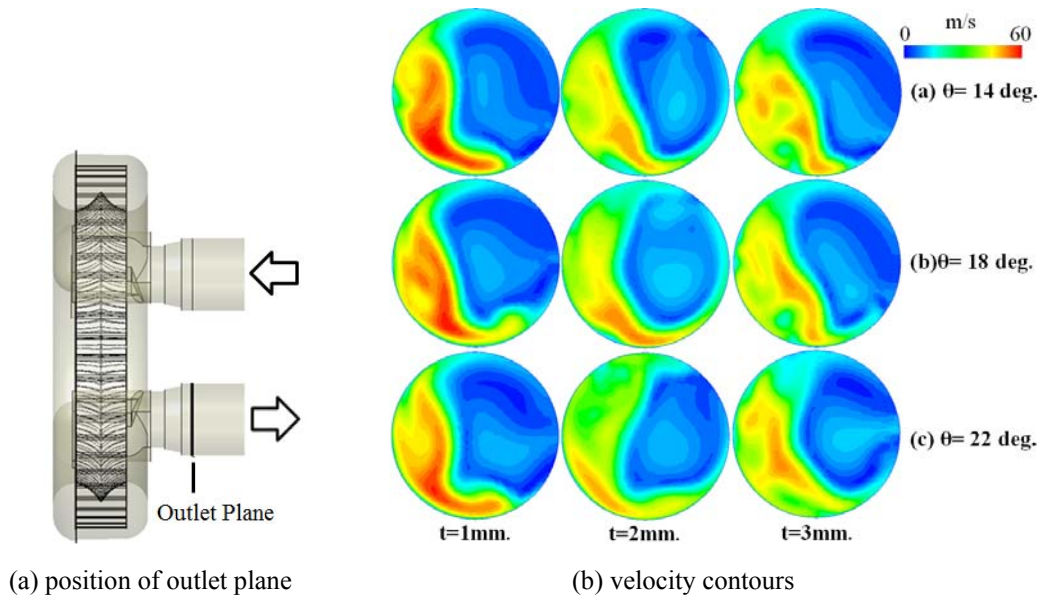 m/s
0 60
(a) θ= 14 deg.
(b)θ= 18 deg.
(c) θ= 22 deg.
t=1mm. t=2mm. t=3mm.
Outlet Plane
(a) position of outlet plane
(b) velocity contours